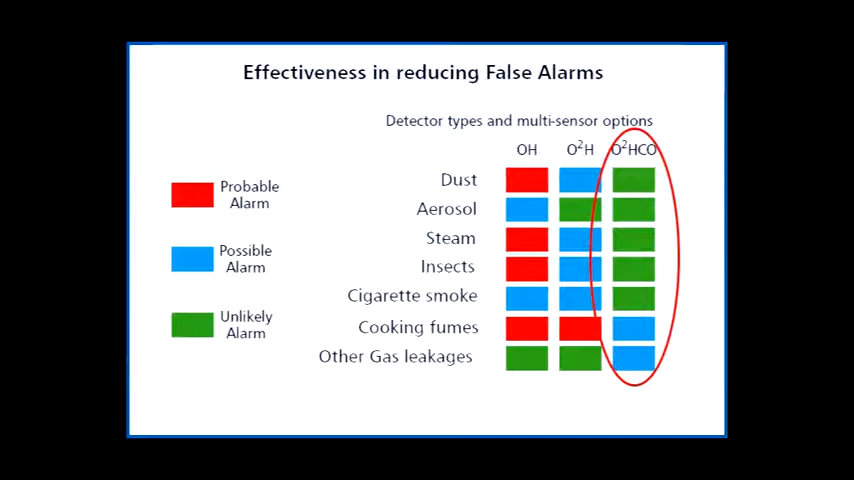 Effectiveness in reducing False Alarms
Detector types and multi-sensor options
OH O²H O²HCO
Probable
Alarm
Possible
Alarm
Unlikely
Alarm
Dust
Aerosol
Steam
Insects
Cigarette smoke
Cooking fumes
Other Gas leakages